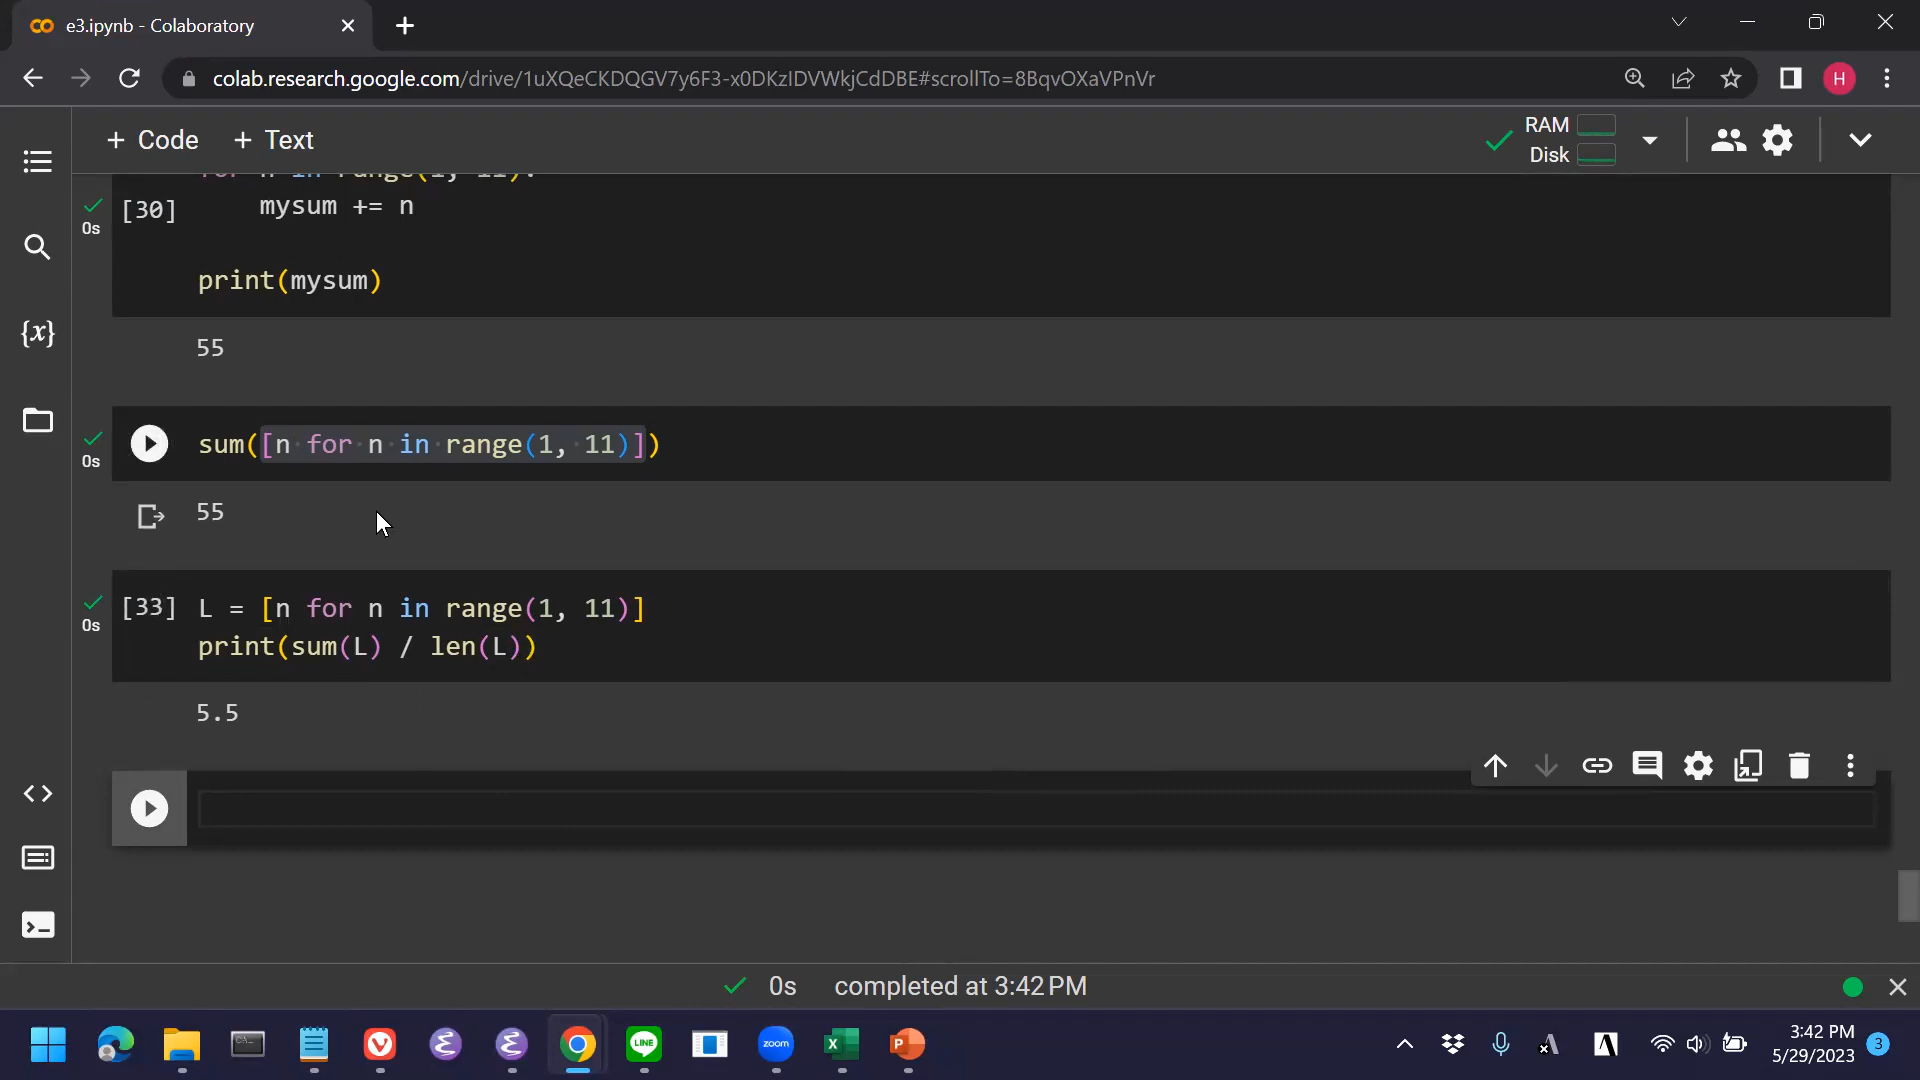 e3.ipynb - Colaboratory
colab.research.google.com/drive/1uXQeCKDQGV7y6F3-x0DKzIDVWkjCdDBE#scrollTo=8BqvOXaVPnVr
H
+ Code + Text
RAM
Disk
for n in range(1, 11):
[30] mysum += n
0s
print(mysum)
55
sum([n for n in range(1, 11)])
0s
55
[33] L = [n for n in range(1, 11)]
0s
print(sum(L) / len(L))
5.5
0s completed at 3:42 PM
zoom
LINE
3:42 PM
5/29/2023
3